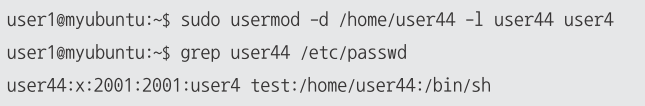 user1@myubuntu:~$ sudo usermod -d /home/user44 -l user44 user4
user1@myubuntu:~$ grep user44 /etc/passwd
user44:x:2001:2001:user4 test:/home/user44:/bin/sh